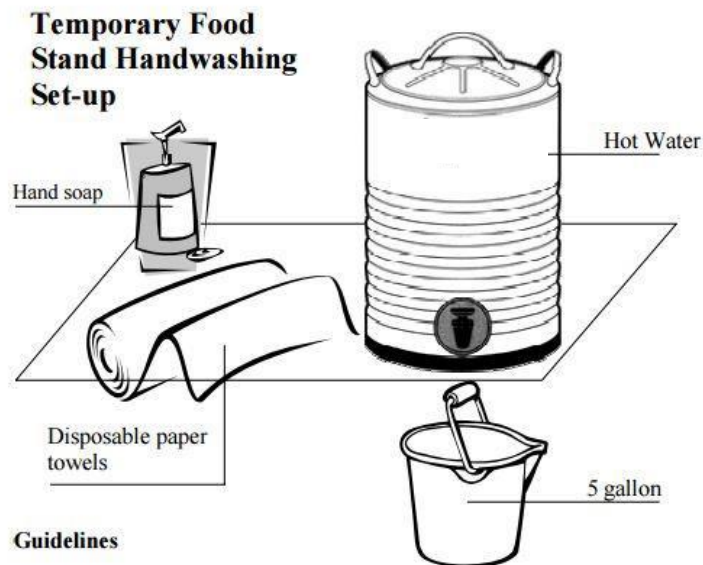 Temporary Food
Stand Handwashing
Set-up
Hot Water
Hand soap
Disposable paper
towels
5 gallon
Guidelines